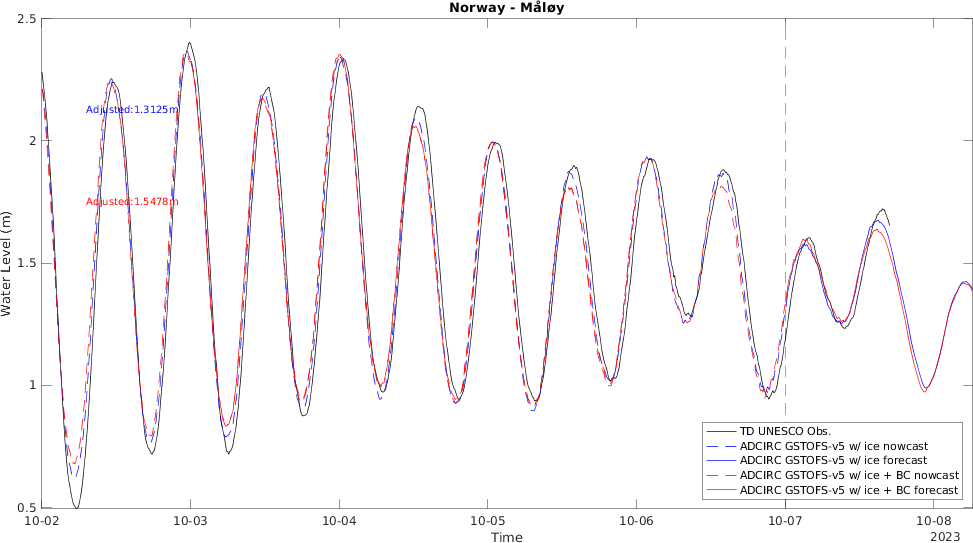 Norway - Måløy
2.5
2
1.5
1
0.5
Water Level (m)
Adjusted:1.3125m
Adjusted:1.5478m
TD UNESCO Obs.
ADCIRC GSTOFS-v5 w/ ice nowcast
ADCIRC GSTOFS-v5 w/ ice forecast
ADCIRC GSTOFS-v5 w/ ice + BC nowcast
ADCIRC GSTOFS-v5 w/ ice + BC forecast
10-02 10-03 10-04 10-05 10-06 10-07 10-08
Time
2023